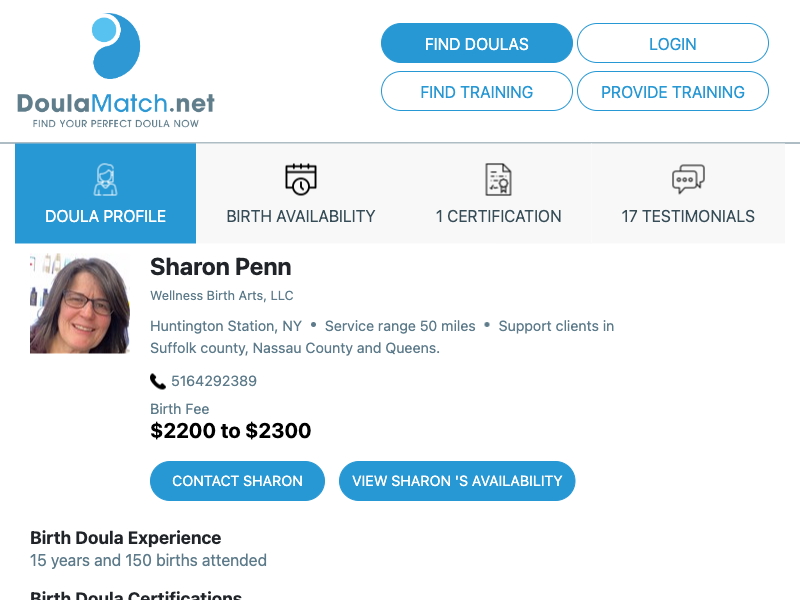 DoulaMatch.net
FIND YOUR PERFECT DOULA NOW
FIND DOULAS
LOGIN
FIND TRAINING
PROVIDE TRAINING
DOULA PROFILE
BIRTH AVAILABILITY
1 CERTIFICATION
17 TESTIMONIALS
Sharon Penn
Wellness Birth Arts, LLC
Huntington Station, NY • Service range 50 miles • Support clients in
Suffolk county, Nassau County and Queens.
5164292389
Birth Fee
$2200 to $2300
CONTACT SHARON
VIEW SHARON 'S AVAILABILITY
Birth Doula Experience
15 years and 150 births attended
Birth Doula Certifications